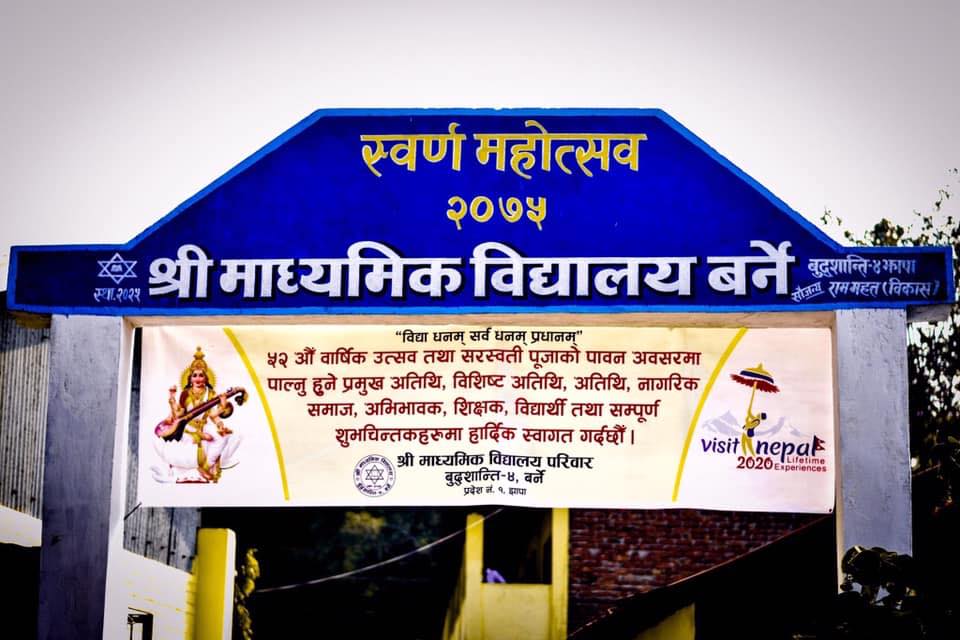 स्वर्ण महोत्सव
२०७५
श्री माध्यमिक विद्यालय बर्ने
स्था.२०२५
बुद्धशान्ति-४ झापा
सौजन्य राम महत (विकास)
“विद्या धनम् सर्व धनम् प्रधानम्”
५२ औं वार्षिक उत्सव तथा सरस्वती पूजाको पावन अवसरमा
पाल्नु हुने प्रमुख अतिथि, विशिष्ट अतिथि, अतिथि, नागरिक
समाज, अभिभावक, शिक्षक, विद्यार्थी तथा सम्पूर्ण
शुभचिन्तकहरुमा हार्दिक स्वागत गर्दछौं ।
श्री माध्यमिक विद्यालय परिवार
बुद्धशान्ति-४, बर्ने
प्रदेश नं. १, झापा
visit nepal
2020 Lifetime
Experiences